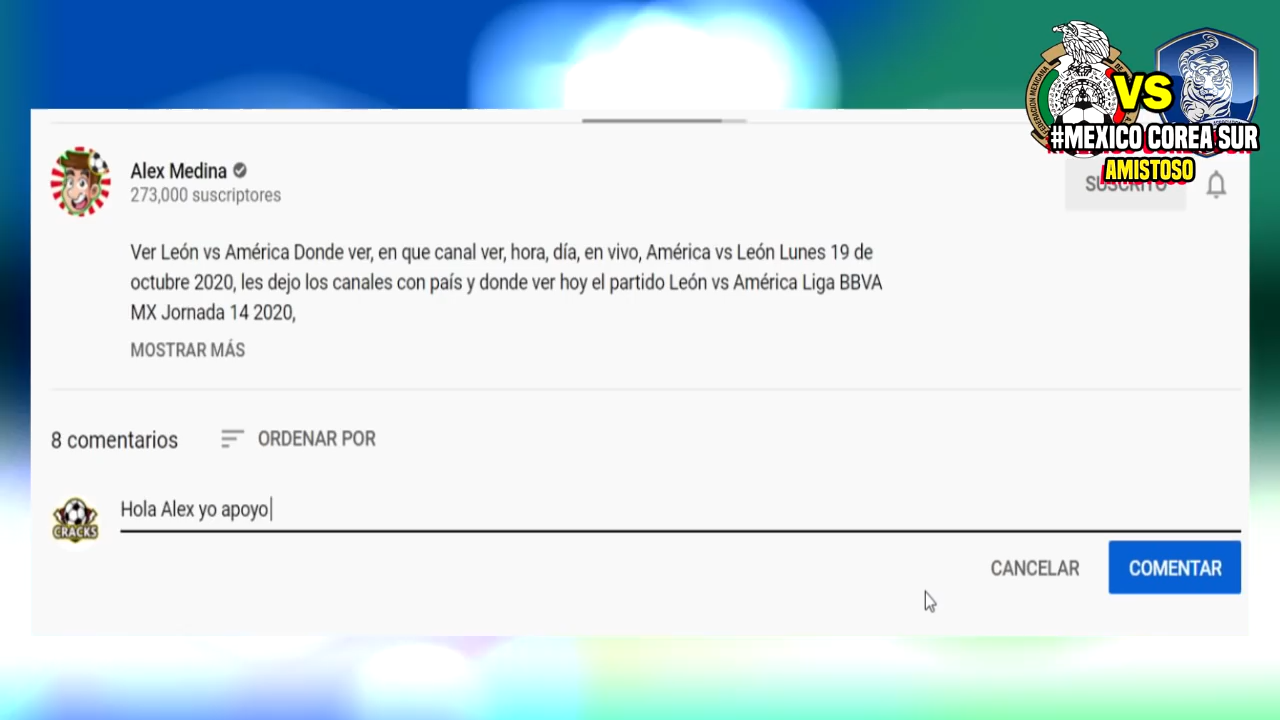 VS
#MEXICO COREA SUR
AMISTOSO
Alex Medina
273,000 suscriptores
SUSCRITO
Ver León vs América Donde ver, en que canal ver, hora, día, en vivo, América vs León Lunes 19 de
octubre 2020, les dejo los canales con país y donde ver hoy el partido León vs América Liga BBVA
MX Jornada 14 2020,
MOSTRAR MÁS
8 comentarios
ORDENAR POR
CRACKS
Hola Alex yo apoyo
CANCELAR
COMENTAR